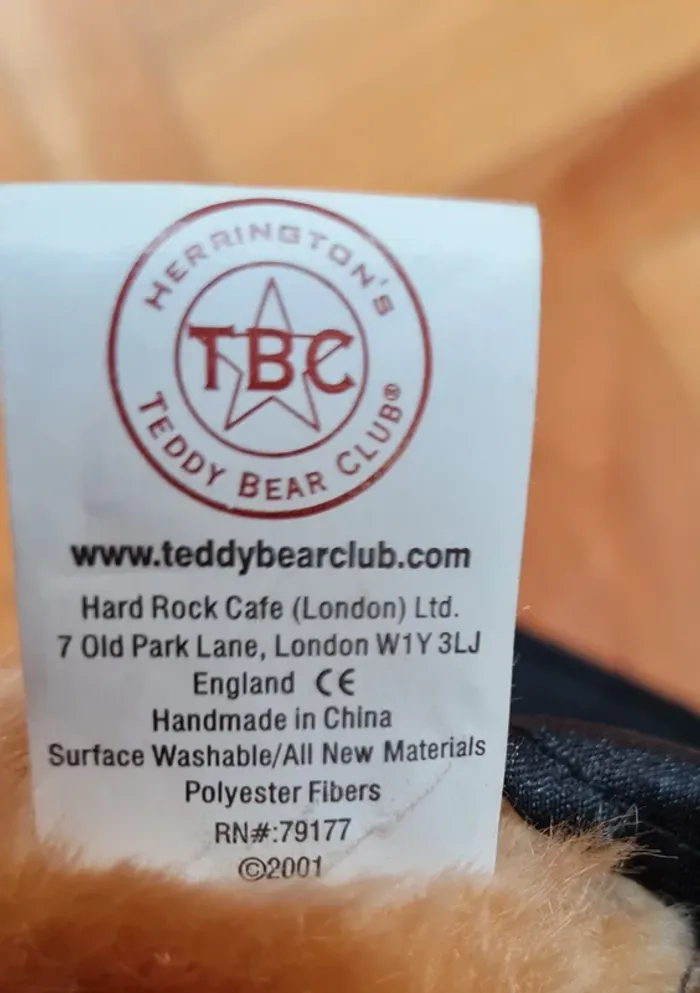 HERRINGTON'S
TBC
TEDDY BEAR CLUB®
www.teddybearclub.com
Hard Rock Cafe (London) Ltd.
7 Old Park Lane, London W1Y 3LJ
England CE
Handmade in China
Surface Washable/All New Materials
Polyester Fibers
RN#:79177
©2001